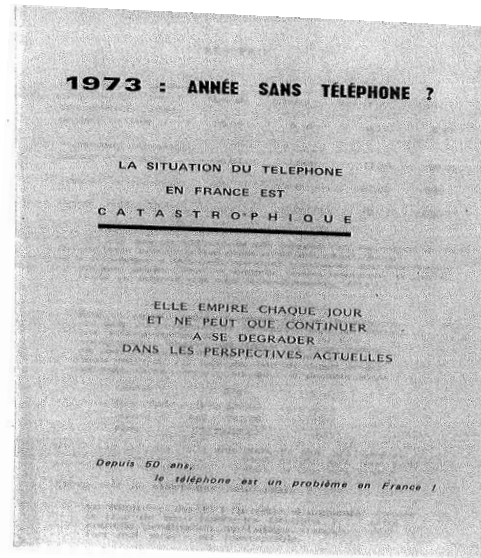 1973 : ANNÉE SANS TÉLÉPHONE ?
LA SITUATION DU TELEPHONE
EN FRANCE EST
CATASTROPHIQUE
ELLE EMPIRE CHAQUE JOUR
ET NE PEUT QUE CONTINUER
A SE DEGRADER
DANS LES PERSPECTIVES ACTUELLES
Depuis 50 ans,
le téléphone est un problème en France !